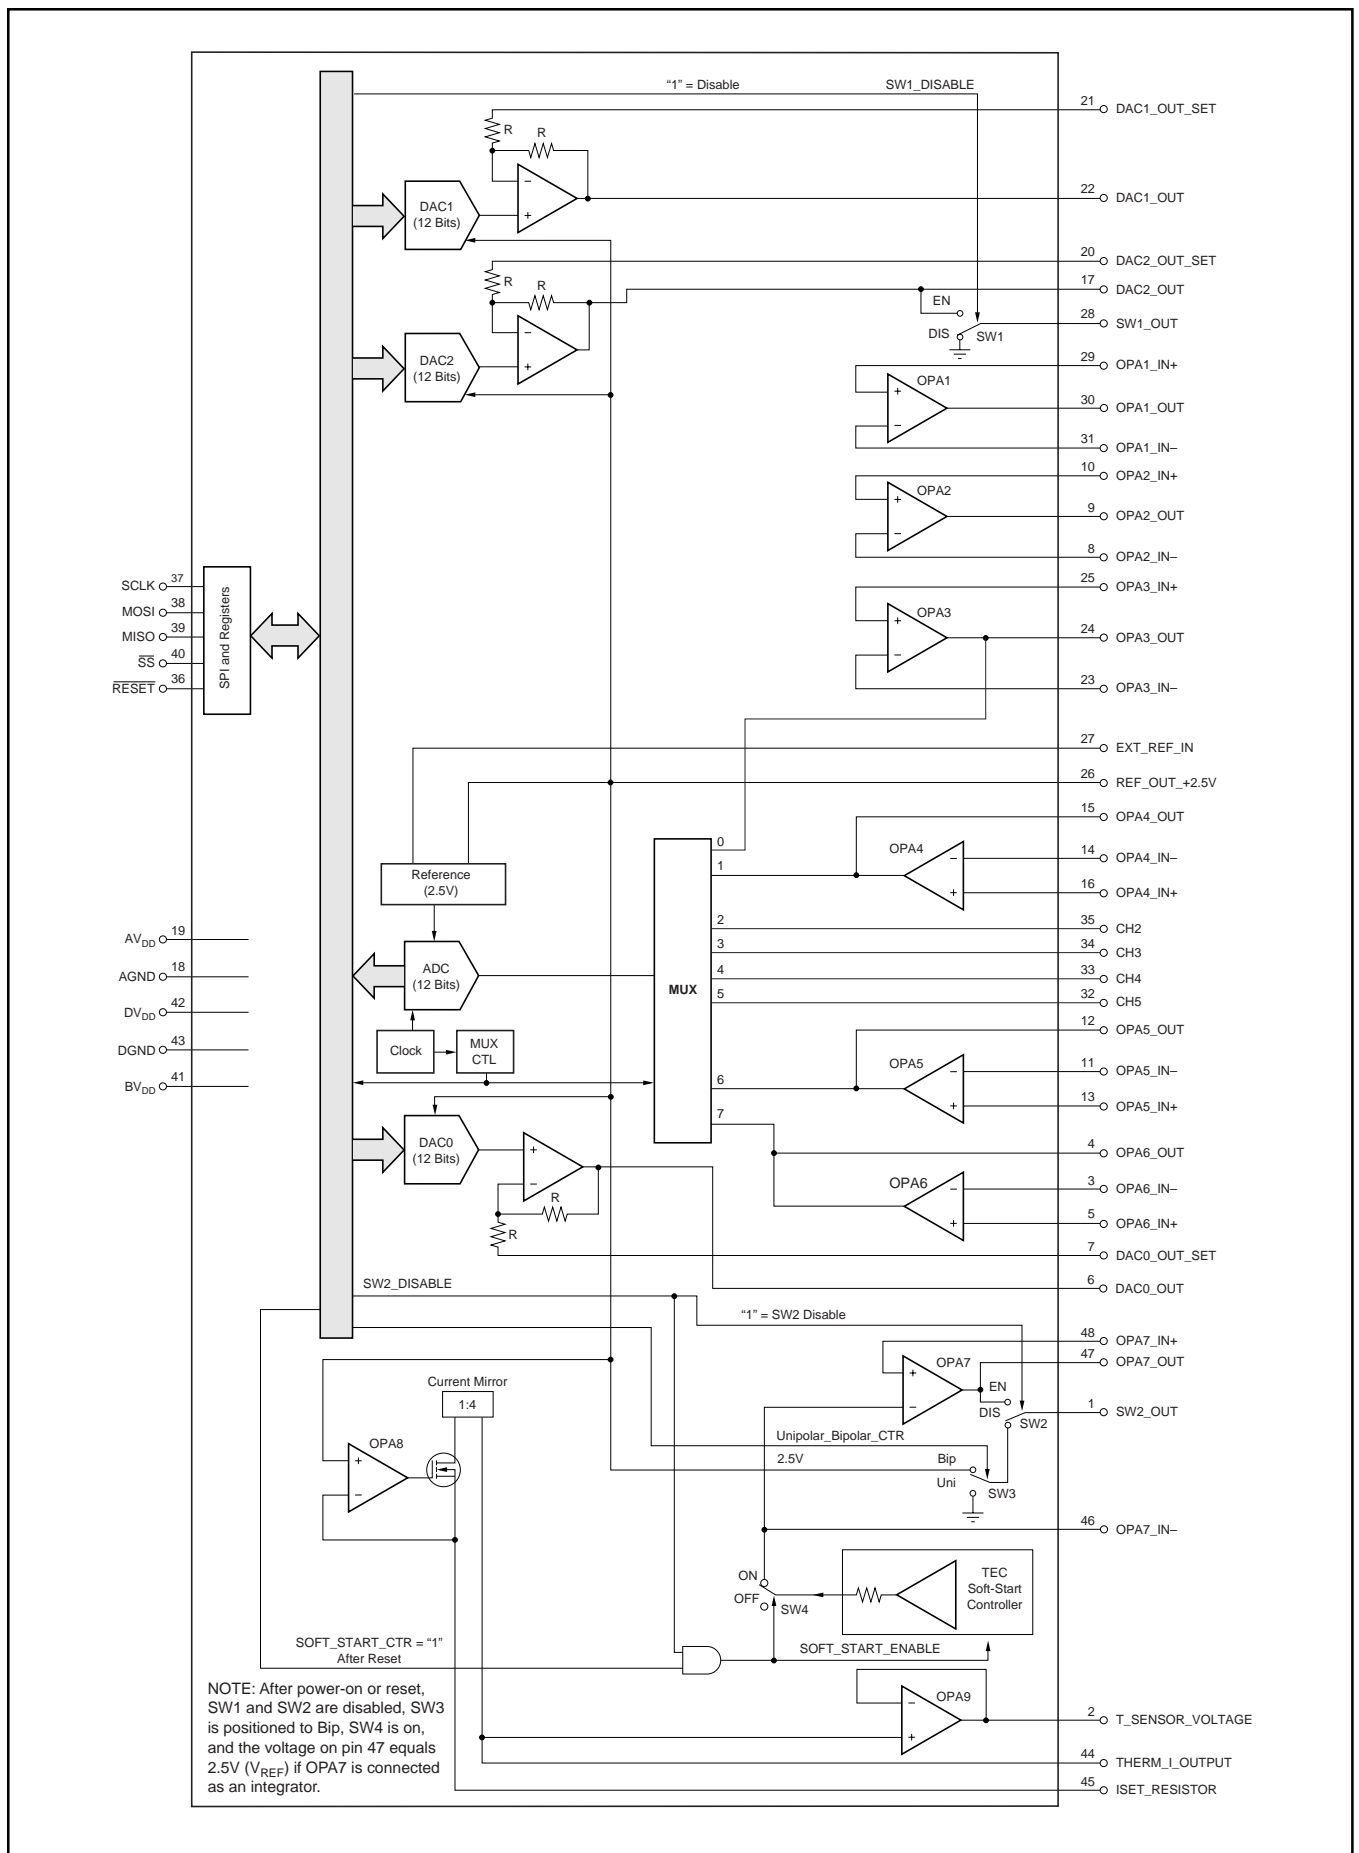 “1” = Disable SW1_DISABLE
21 DAC1_OUT_SET
R
R
DAC1
(12 Bits)
–
+
22 DAC1_OUT
20 DAC2_OUT_SET
R
R
17 DAC2_OUT
EN
DIS
SW1
28 SW1_OUT
DAC2
(12 Bits)
–
+
29 OPA1_IN+
OPA1
+
–
30 OPA1_OUT
31 OPA1_IN–
10 OPA2_IN+
OPA2
+
–
9 OPA2_OUT
8 OPA2_IN–
25 OPA3_IN+
OPA3
+
–
24 OPA3_OUT
23 OPA3_IN–
SCLK 37
MOSI 38
MISO 39
SS 40
RESET 36
SPI and Registers
27 EXT_REF_IN
26 REF_OUT_+2.5V
15 OPA4_OUT
OPA4
–
+
14 OPA4_IN–
16 OPA4_IN+
Reference
(2.5V)
MUX
0
1
2
3
4
5
6
7
35 CH2
34 CH3
33 CH4
32 CH5
AVDD 19
AGND 18
DVDD 42
DGND 43
BVDD 41
ADC
(12 Bits)
Clock
MUX
CTL
12 OPA5_OUT
OPA5
–
+
11 OPA5_IN–
13 OPA5_IN+
DAC0
(12 Bits)
+
–
R
R
4 OPA6_OUT
OPA6
–
+
3 OPA6_IN–
5 OPA6_IN+
7 DAC0_OUT_SET
6 DAC0_OUT
SW2_DISABLE
“1” = SW2 Disable
48 OPA7_IN+
47 OPA7_OUT
OPA7
+
–
EN
DIS
SW2
1 SW2_OUT
Current Mirror
1:4
OPA8
+
–
Unipolar_Bipolar_CTR
2.5V
Bip
Uni
SW3
46 OPA7_IN–
ON
OFF
SW4
TEC
Soft-Start
Controller
SOFT_START_CTR = “1”
After Reset
SOFT_START_ENABLE
OPA9
–
+
2 T_SENSOR_VOLTAGE
44 THERM_I_OUTPUT
45 ISET_RESISTOR
NOTE: After power-on or reset,
SW1 and SW2 are disabled, SW3
is positioned to Bip, SW4 is on,
and the voltage on pin 47 equals
2.5V (VREF) if OPA7 is connected
as an integrator.